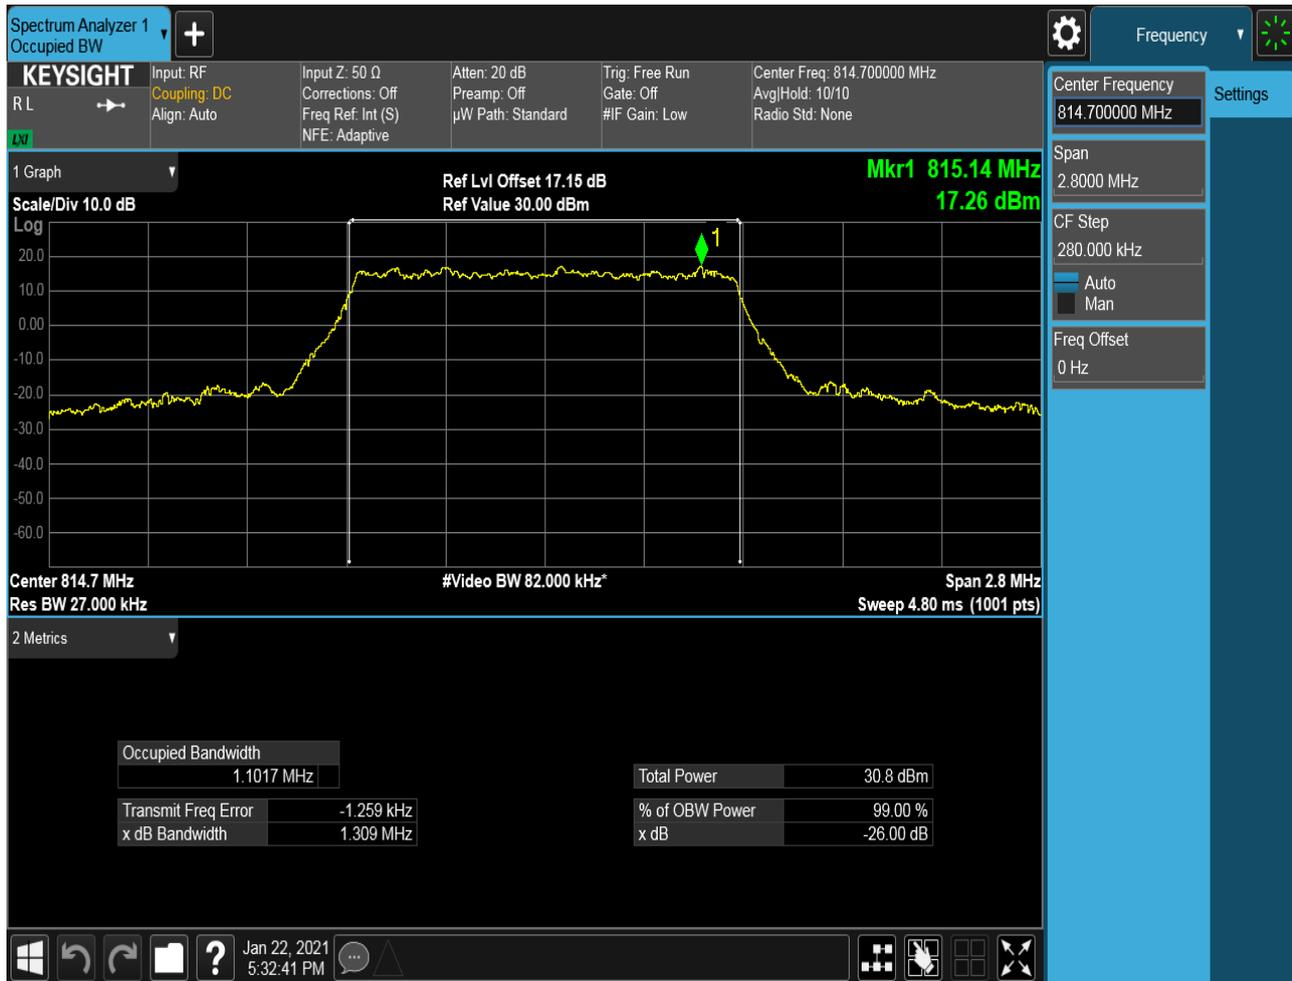 Spectrum Analyzer 1
Occupied BW
Frequency
KEYSIGHT
R L
LXI
Input: RF
Coupling: DC
Align: Auto
Input Z: 50 Ω
Corrections: Off
Freq Ref: Int (S)
NFE: Adaptive
Atten: 20 dB
Preamp: Off
µW Path: Standard
Trig: Free Run
Gate: Off
#IF Gain: Low
Center Freq: 814.700000 MHz
Avg|Hold: 10/10
Radio Std: None
Center Frequency
814.700000 MHz
Settings
Span
2.8000 MHz
CF Step
280.000 kHz
Auto
Man
Freq Offset
0 Hz
1 Graph
Scale/Div 10.0 dB
Ref Lvl Offset 17.15 dB
Ref Value 30.00 dBm
Mkr1 815.14 MHz
17.26 dBm
Log
1
20.0
10.0
0.00
-10.0
-20.0
-30.0
-40.0
-50.0
-60.0
Center 814.7 MHz
#Video BW 82.000 kHz*
Span 2.8 MHz
Res BW 27.000 kHz
Sweep 4.80 ms (1001 pts)
2 Metrics
Occupied Bandwidth
1.1017 MHz
Transmit Freq Error -1.259 kHz
x dB Bandwidth 1.309 MHz
Total Power 30.8 dBm
% of OBW Power 99.00 %
x dB -26.00 dB
?
Jan 22, 2021
5:32:41 PM